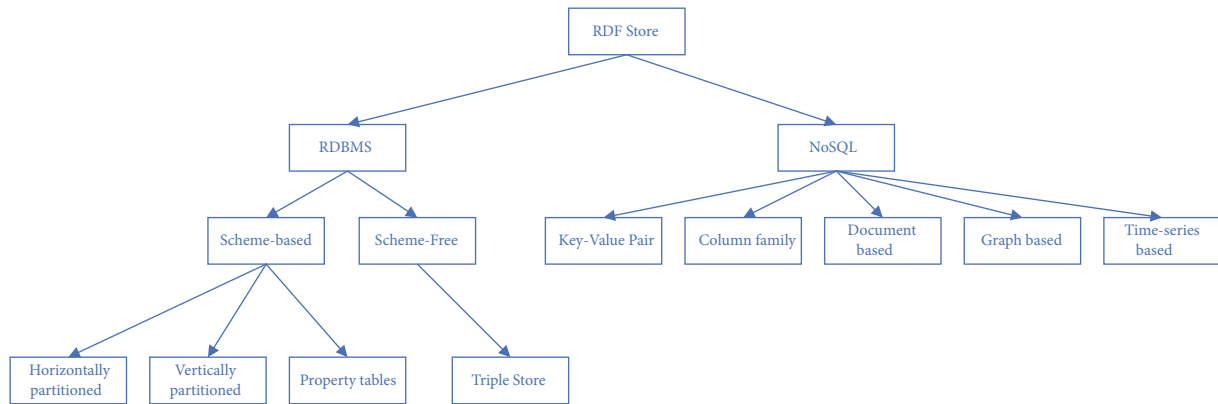 RDF Store
RDBMS
NoSQL
Scheme-based
Scheme-Free
Key-Value Pair
Column family
Document
based
Graph based
Time-series
based
Horizontally
partitioned
Vertically
partitioned
Property tables
Triple Store